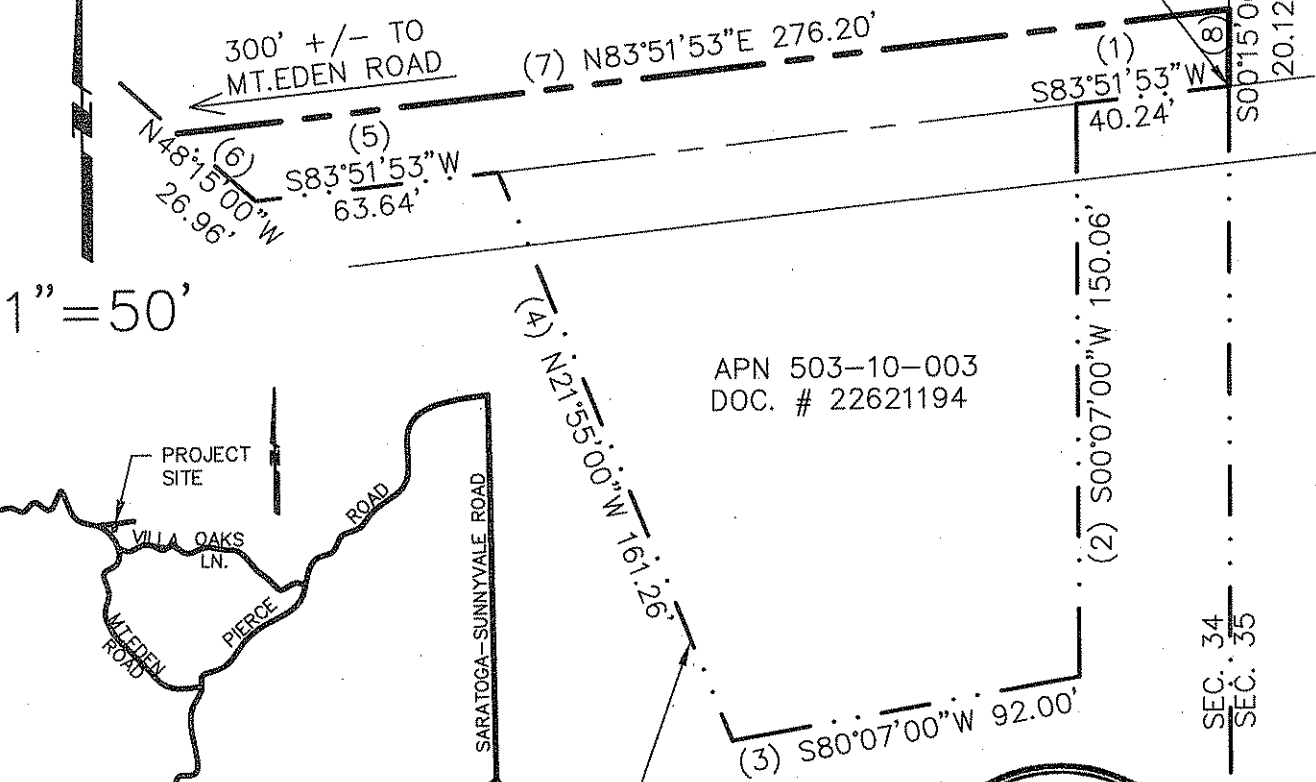 300' +/- TO
MT.EDEN ROAD
(7) N83°51'53"E 276.20'
(1)
S83°51'53"W
40.24'
(8)
S00°15'0
20.12
(6)
N48°15'00"W
26.96'
(5)
S83°51'53"W
63.64'
1"=50'
(4) N21°55'00"W 161.26'
APN 503-10-003
DOC. # 22621194
(2) S00°07'00"W 150.06'
(3) S80°07'00"W 92.00'
SEC. 34
SEC. 35
PROJECT
SITE
VILLA OAKS
LN.
ROAD
PIERCE
MT.EDEN
ROAD
SARATOGA-SUNNYVALE ROAD